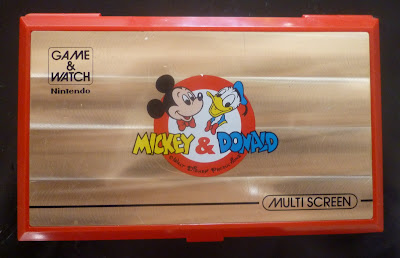 GAME &
WATCH
Nintendo
MICKEY & DONALD
MULTI SCREEN